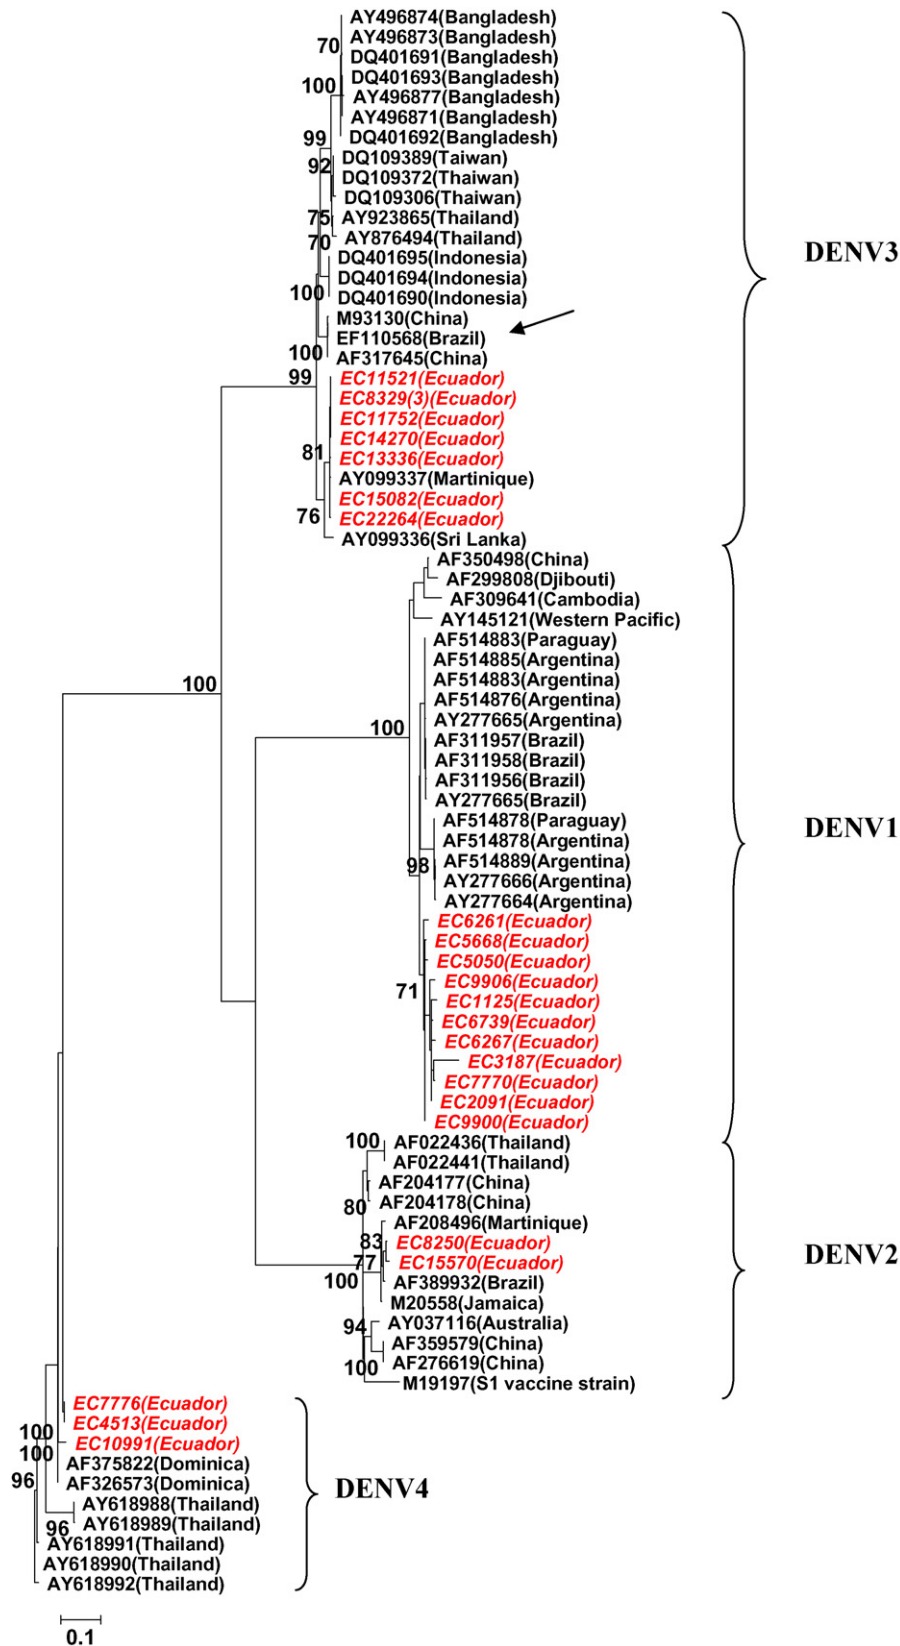 AY496874(Bangladesh)
AY496873(Bangladesh)
70
DQ401691(Bangladesh)
DQ401693(Bangladesh)
100
AY496877(Bangladesh)
AY496871(Bangladesh)
99
DQ401692(Bangladesh)
DQ109389(Taiwan)
92
DQ109372(Thaiwan)
DQ109306(Thaiwan)
75
AY923865(Thailand)
70
AY876494(Thailand)
DQ401695(Indonesia)
DENV3
DQ401694(Indonesia)
100
DQ401690(Indonesia)
M93130(China)
EF110568(Brazil)
100
AF317645(China)
99
EC11521(Ecuador)
EC8329(3)(Ecuador)
EC11752(Ecuador)
EC14270(Ecuador)
81
EC13336(Ecuador)
AY099337(Martinique)
EC15082(Ecuador)
76
EC22264(Ecuador)
AY099336(Sri Lanka)
AF350498(China)
AF299808(Djibouti)
AF309641(Cambodia)
AY145121(Western Pacific)
AF514883(Paraguay)
AF514885(Argentina)
100
AF514883(Argentina)
AF514876(Argentina)
100
AY277665(Argentina)
AF311957(Brazil)
AF311958(Brazil)
AF311956(Brazil)
AY277665(Brazil)
AF514878(Paraguay)
DENV1
AF514878(Argentina)
98
AF514889(Argentina)
AY277666(Argentina)
AY277664(Argentina)
EC6261(Ecuador)
EC5668(Ecuador)
EC5050(Ecuador)
71
EC9906(Ecuador)
EC1125(Ecuador)
EC6739(Ecuador)
EC6267(Ecuador)
EC3187(Ecuador)
EC7770(Ecuador)
EC2091(Ecuador)
EC9900(Ecuador)
100
AF022436(Thailand)
AF022441(Thailand)
AF204177(China)
80
AF204178(China)
AF208496(Martinique)
83
EC8250(Ecuador)
DENV2
77
EC15570(Ecuador)
100
AF389932(Brazil)
M20558(Jamaica)
94
AY037116(Australia)
AF359579(China)
100
AF276619(China)
M19197(S1 vaccine strain)
EC7776(Ecuador)
EC4513(Ecuador)
100
EC10991(Ecuador)
100
AF375822(Dominica)
96
AF326573(Dominica)
DENV4
AY618988(Thailand)
96
AY618989(Thailand)
AY618991(Thailand)
AY618990(Thailand)
AY618992(Thailand)
0.1